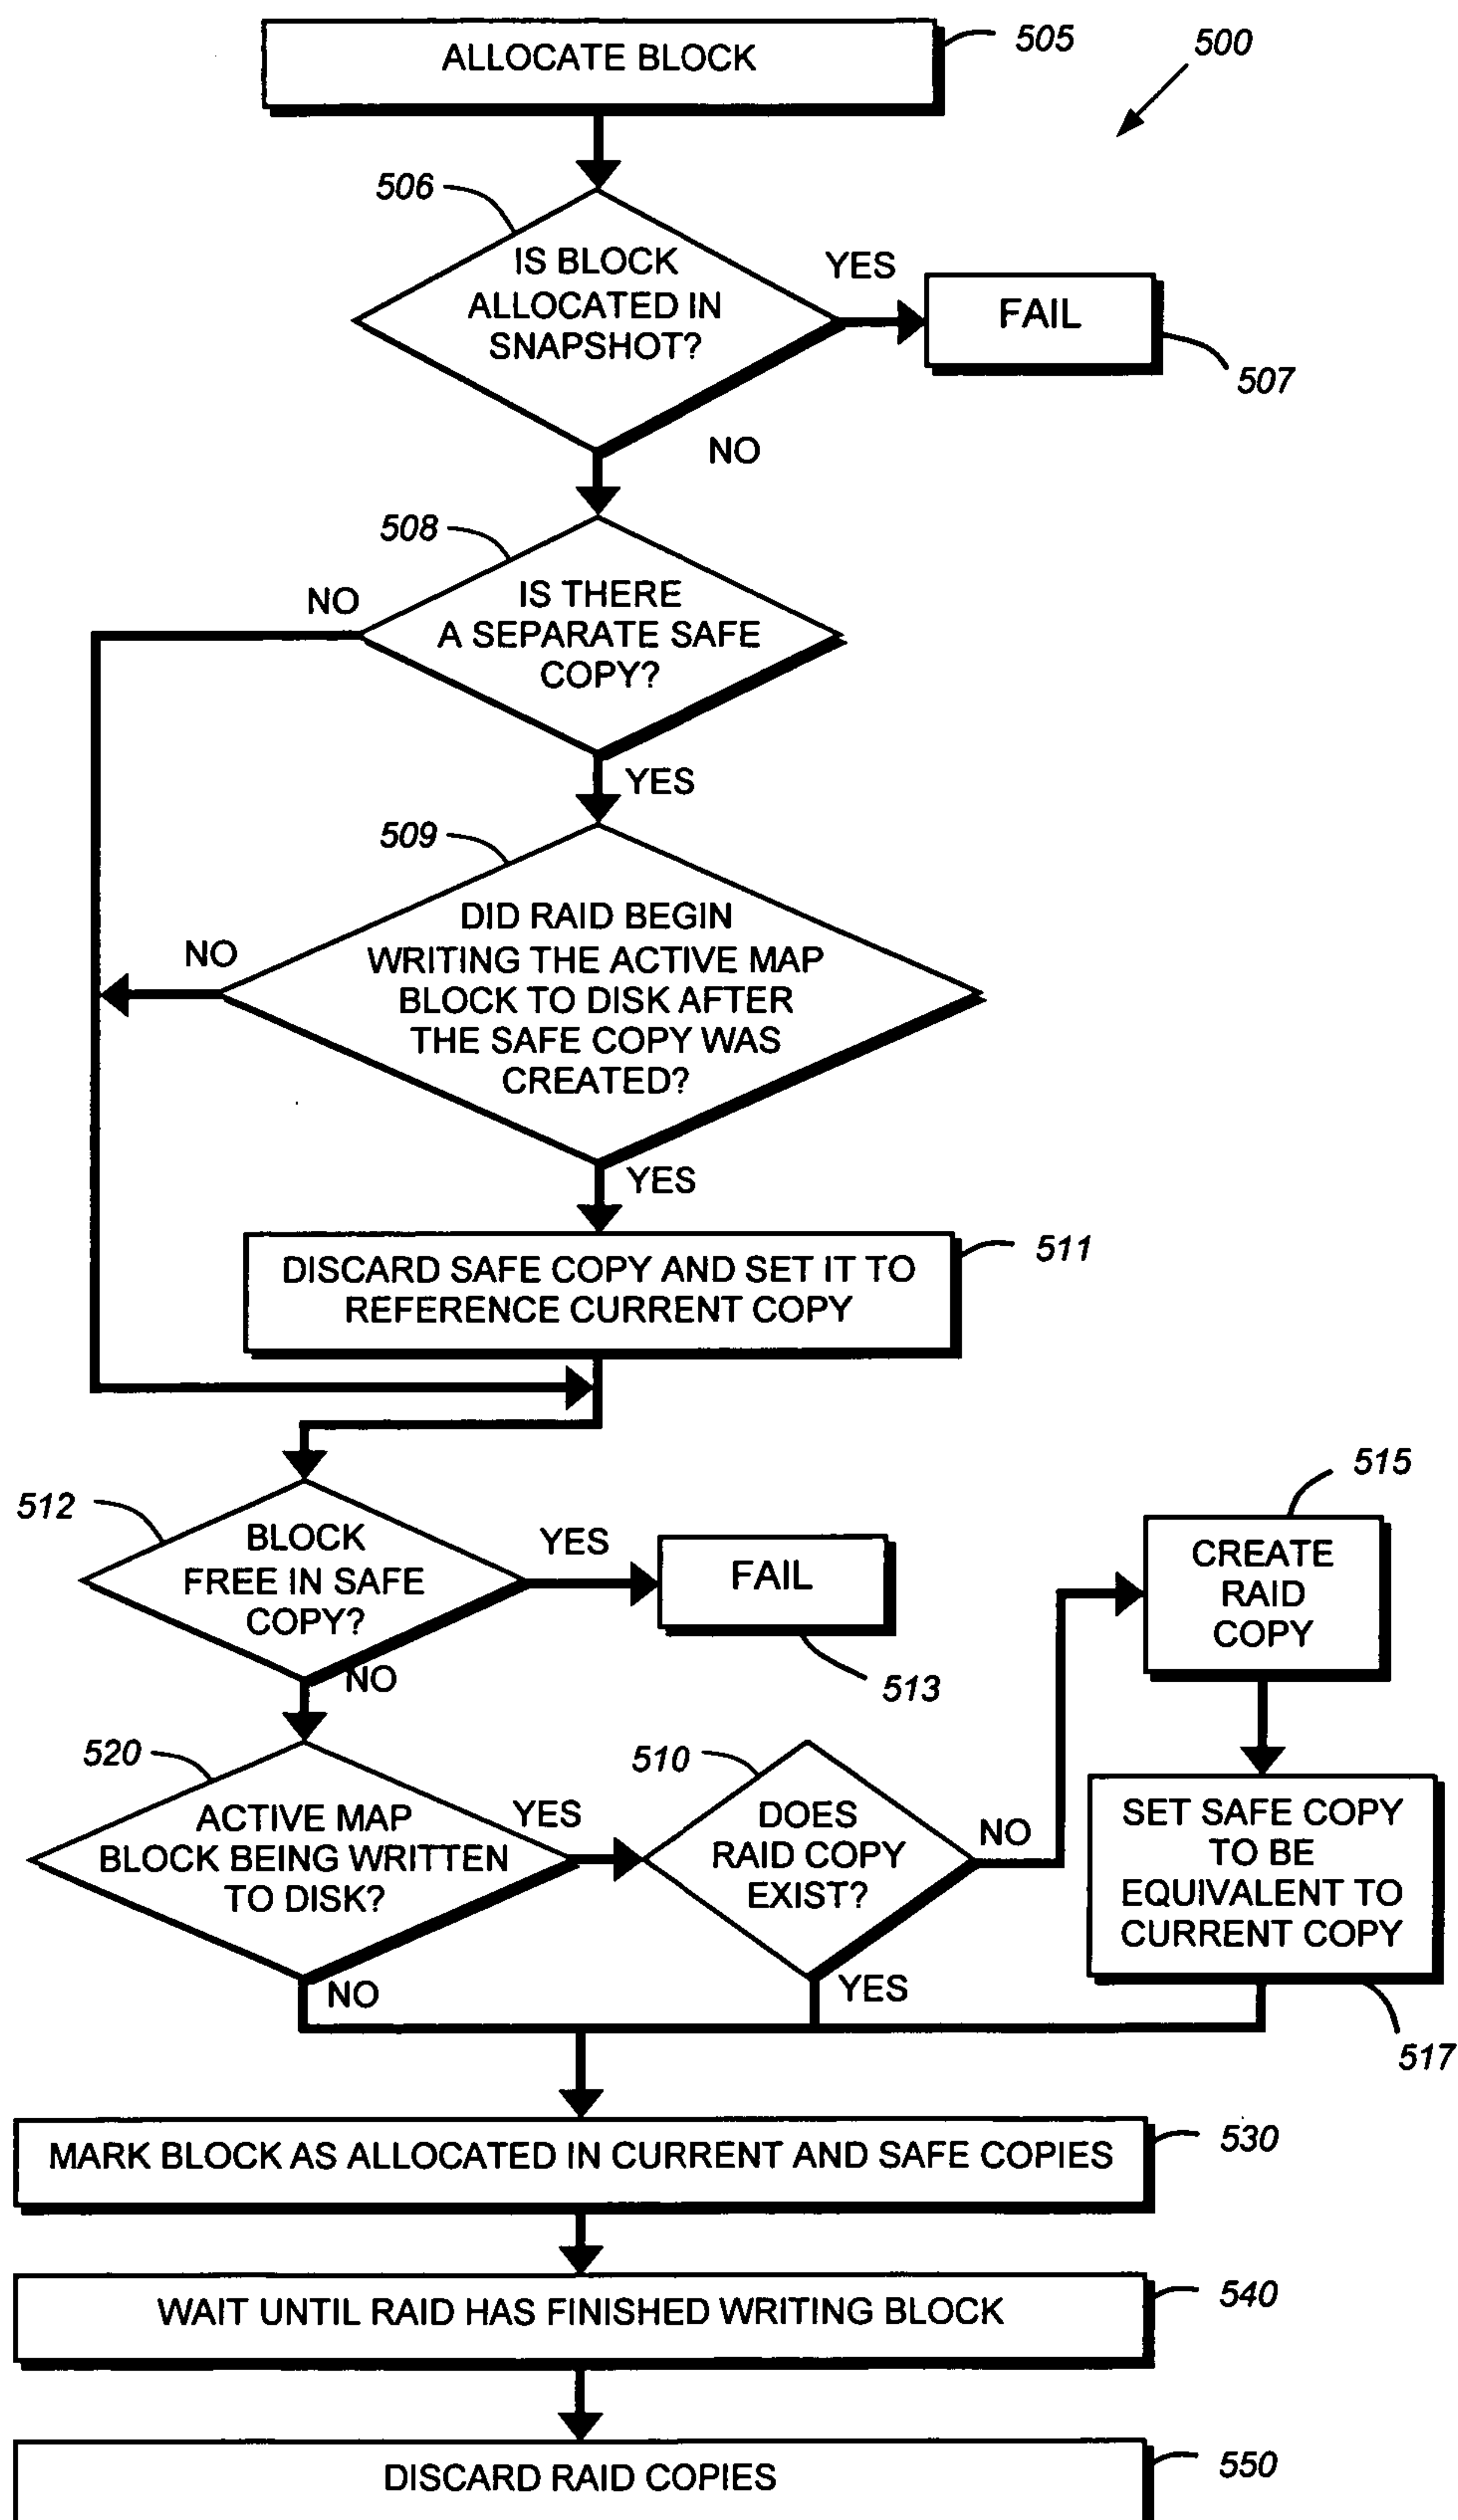 ALLOCATE BLOCK
505
500
506
IS BLOCK
ALLOCATED IN
SNAPSHOT?
YES
FAIL
507
NO
508
NO
IS THERE
A SEPARATE SAFE
COPY?
YES
509
NO
DID RAID BEGIN
WRITING THE ACTIVE MAP
BLOCK TO DISK AFTER
THE SAFE COPY WAS
CREATED?
YES
DISCARD SAFE COPY AND SET IT TO
REFERENCE CURRENT COPY
511
512
BLOCK
FREE IN SAFE
COPY?
YES
FAIL
513
NO
515
CREATE
RAID
COPY
520
ACTIVE MAP
BLOCK BEING WRITTEN
TO DISK?
YES
NO
510
DOES
RAID COPY
EXIST?
NO
YES
SET SAFE COPY
TO BE
EQUIVALENT TO
CURRENT COPY
517
MARK BLOCK AS ALLOCATED IN CURRENT AND SAFE COPIES
530
WAIT UNTIL RAID HAS FINISHED WRITING BLOCK
540
DISCARD RAID COPIES
550